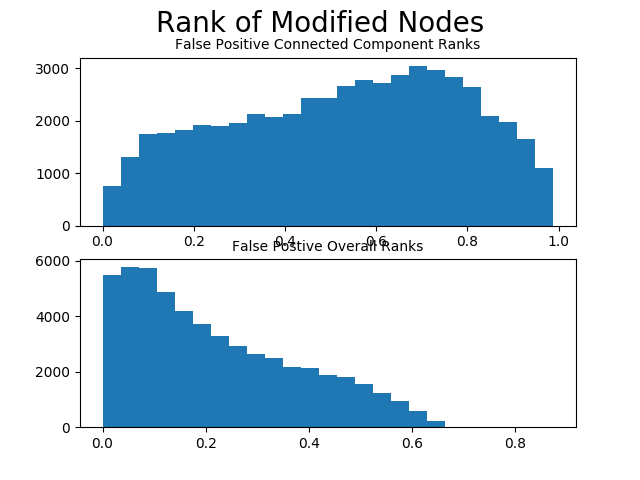 Rank of Modified Nodes
False Positive Connected Component Ranks
3000
2000
1000
0
0.0 0.2 0.4 0.6 0.8 1.0
False Postive Overall Ranks
6000
4000
2000
0
0.0 0.2 0.4 0.6 0.8